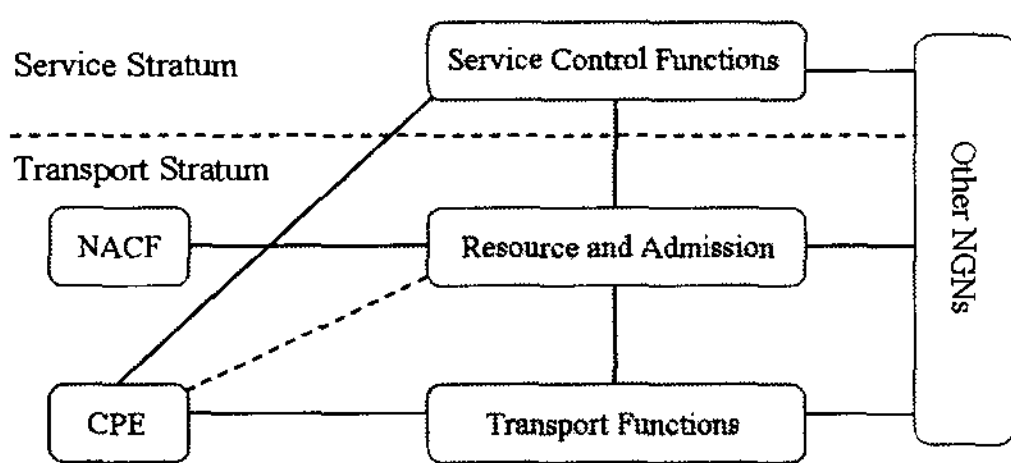 Service Stratum
Service Control Functions
Transport Stratum
NACF
Resource and Admission
Other NGNs
CPE
Transport Functions